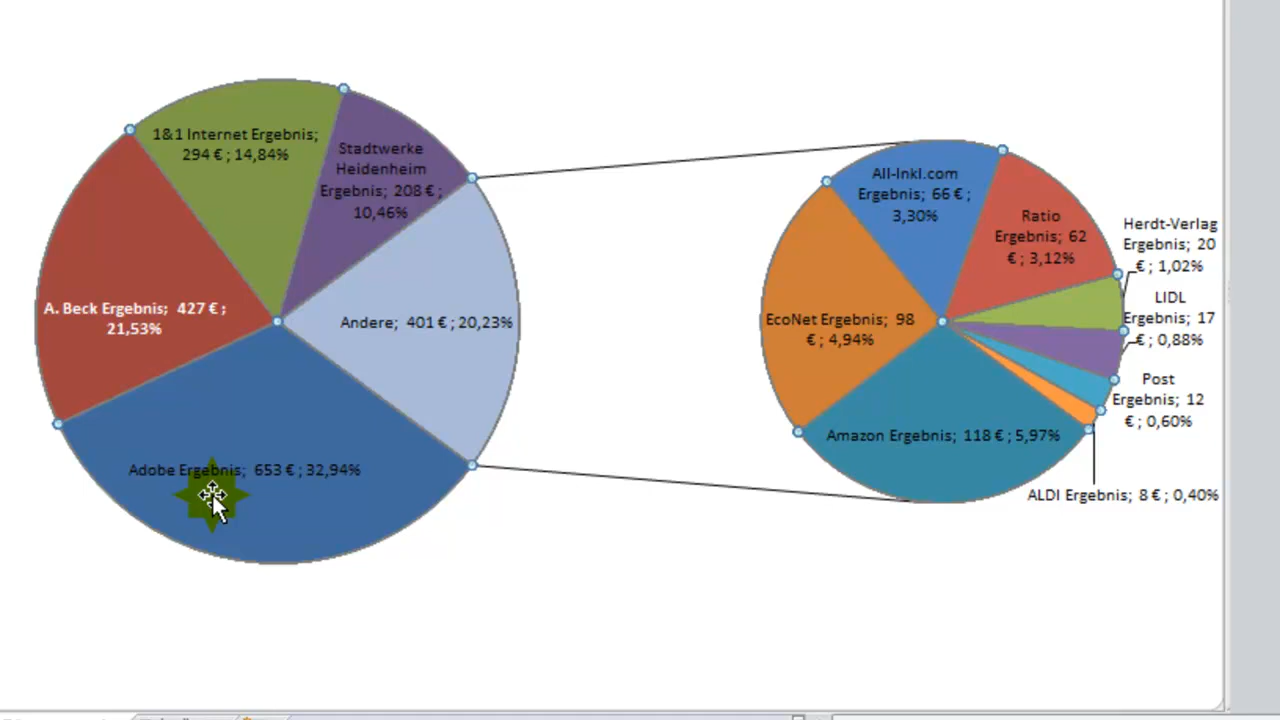 1&1 Internet Ergebnis;
294 € ; 14,84%
Stadtwerke
Heidenheim
Ergebnis; 208 € ;
10,46%
A. Beck Ergebnis; 427 € ;
21,53%
Andere; 401 € ; 20,23%
Adobe Ergebnis; 653 € ; 32,94%
All-Inkl.com
Ergebnis; 66 € ;
3,30%
Ratio
Ergebnis; 62
€ ; 3,12%
Herdt-Verlag
Ergebnis; 20
€ ; 1,02%
LIDL
Ergebnis; 17
€ ; 0,88%
EcoNet Ergebnis; 98
€ ; 4,94%
Post
Ergebnis; 12
€ ; 0,60%
Amazon Ergebnis; 118 € ; 5,97%
ALDI Ergebnis; 8 € ; 0,40%